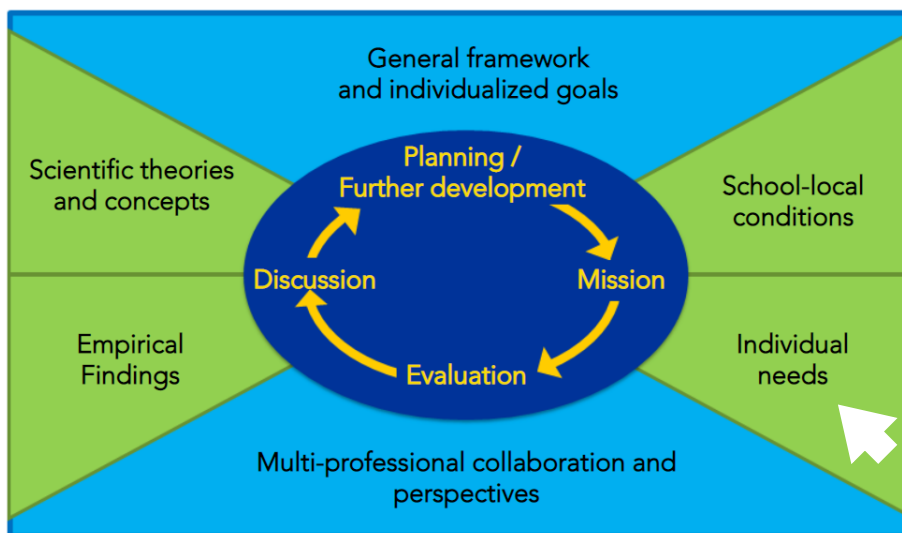 General framework
and individualized goals
Scientific theories
and concepts
Planning /
Further development
School-local
conditions
Discussion
Mission
Empirical
Findings
Evaluation
Individual
needs
Multi-professional collaboration and
perspectives